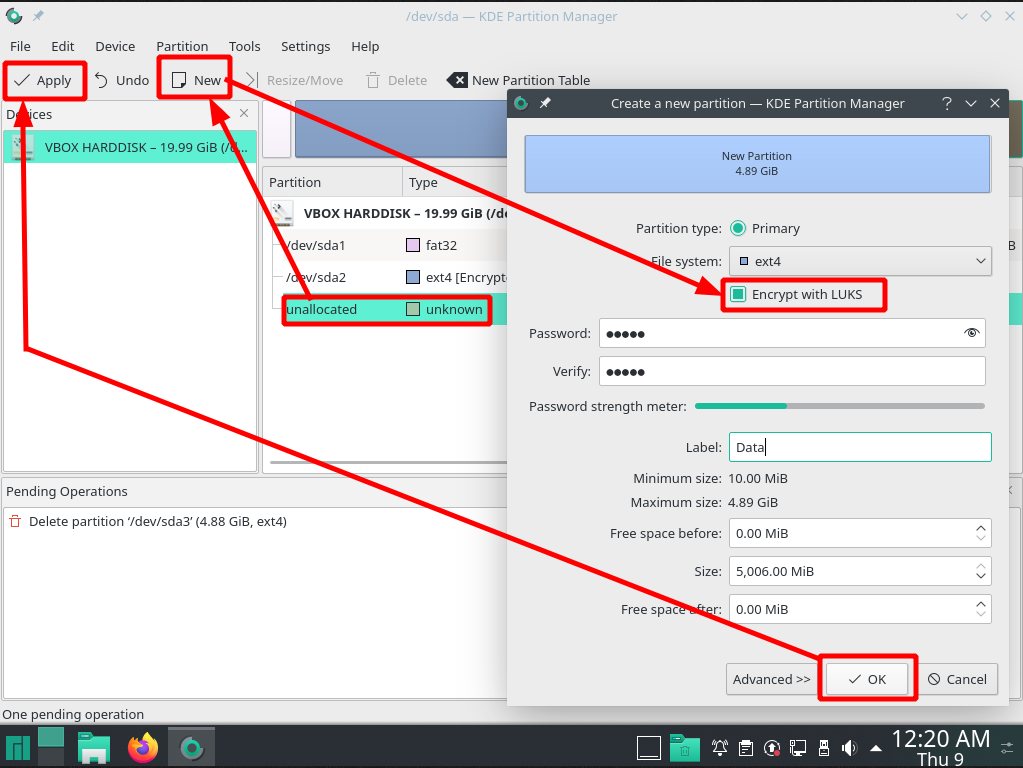 /dev/sda — KDE Partition Manager
File Edit Device Partition Tools Settings Help
Apply Undo New Resize/Move Delete New Partition Table
Devices
VBOX HARDDISK – 19.99 GiB (/d...
Partition Type
VBOX HARDDISK – 19.99 GiB (/de
/dev/sda1 fat32
/dev/sda2 ext4 [Encrypt
unallocated unknown
B
Pending Operations
Delete partition ‘/dev/sda3’ (4.88 GiB, ext4)
One pending operation
Create a new partition — KDE Partition Manager
New Partition
4.89 GiB
Partition type: Primary
File system: ext4
Encrypt with LUKS
Password: ●●●●●
Verify: ●●●●●
Password strength meter:
Label: Data
Minimum size: 10.00 MiB
Maximum size: 4.89 GiB
Free space before: 0.00 MiB
Size: 5,006.00 MiB
Free space after: 0.00 MiB
Advanced >> OK Cancel
12:20 AM
Thu 9